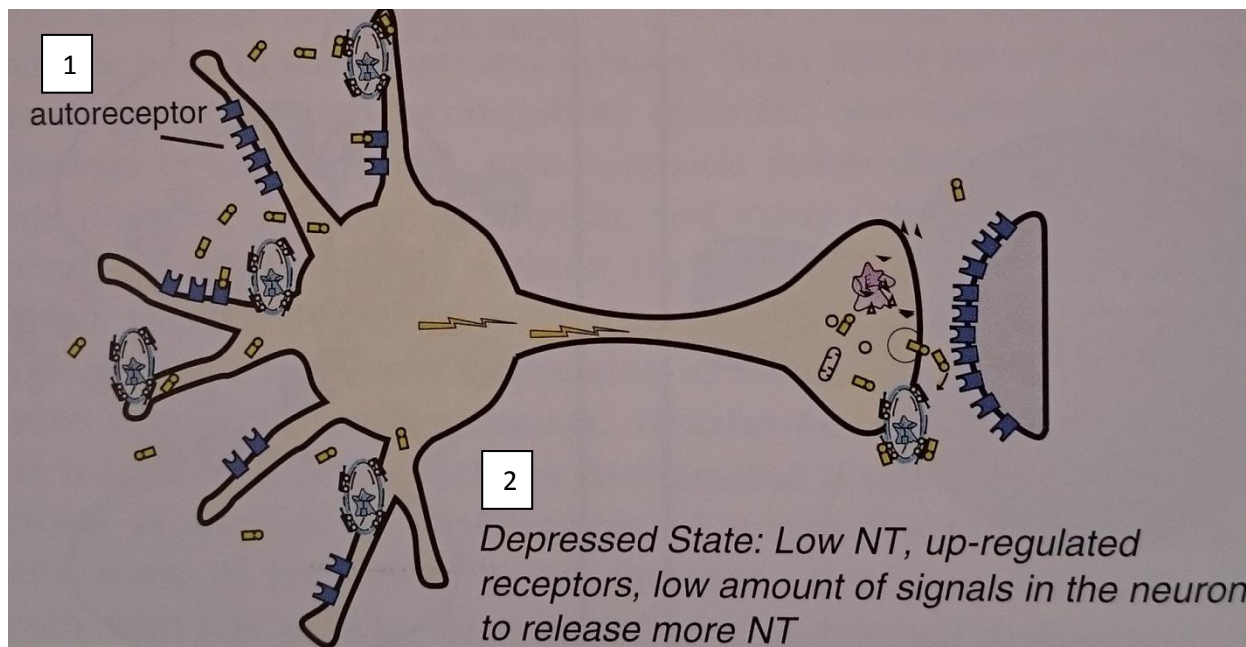 1
autoreceptor
2
Depressed State: Low NT, up-regulated
receptors, low amount of signals in the neuron
to release more NT